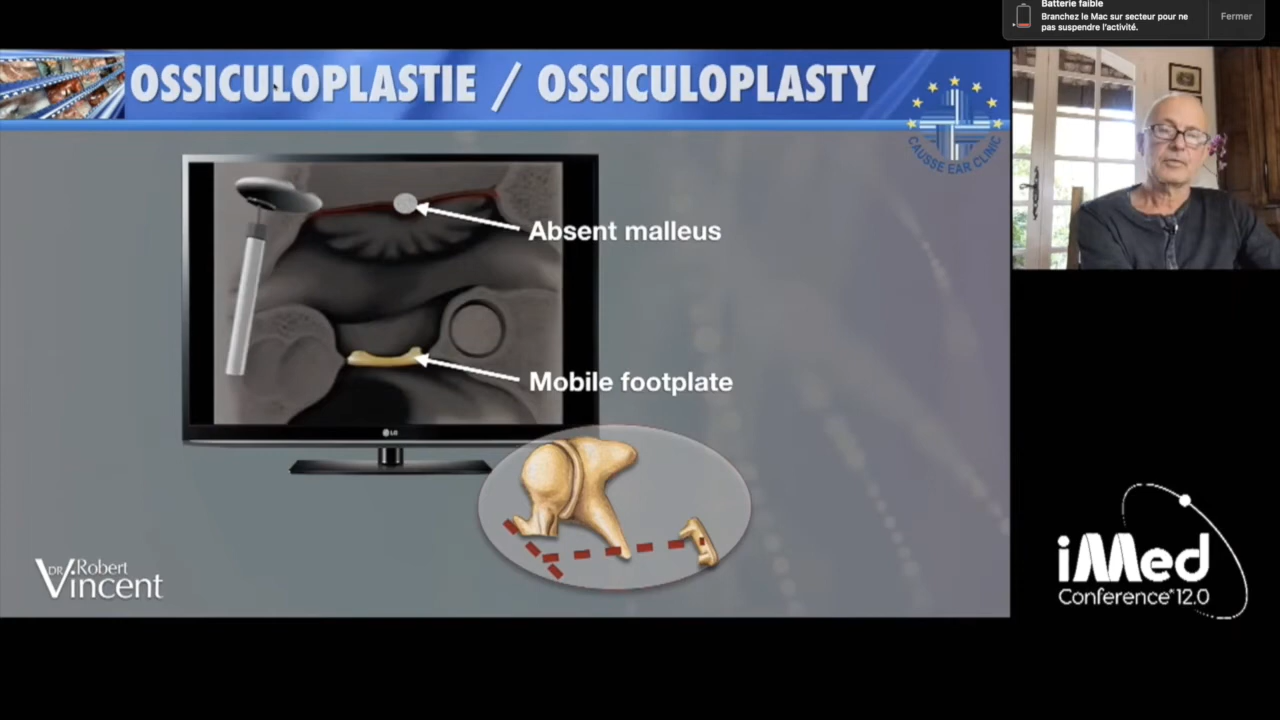 Batterie faible
Branchez le Mac sur secteur pour ne
pas suspendre l'activité.
Fermer
OSSICULOPLASTIE / OSSICULOPLASTY
CAUSSE EAR CLINIC
Absent malleus
Mobile footplate
LG
DR Robert
Vincent
iMed
Conference® 12.0